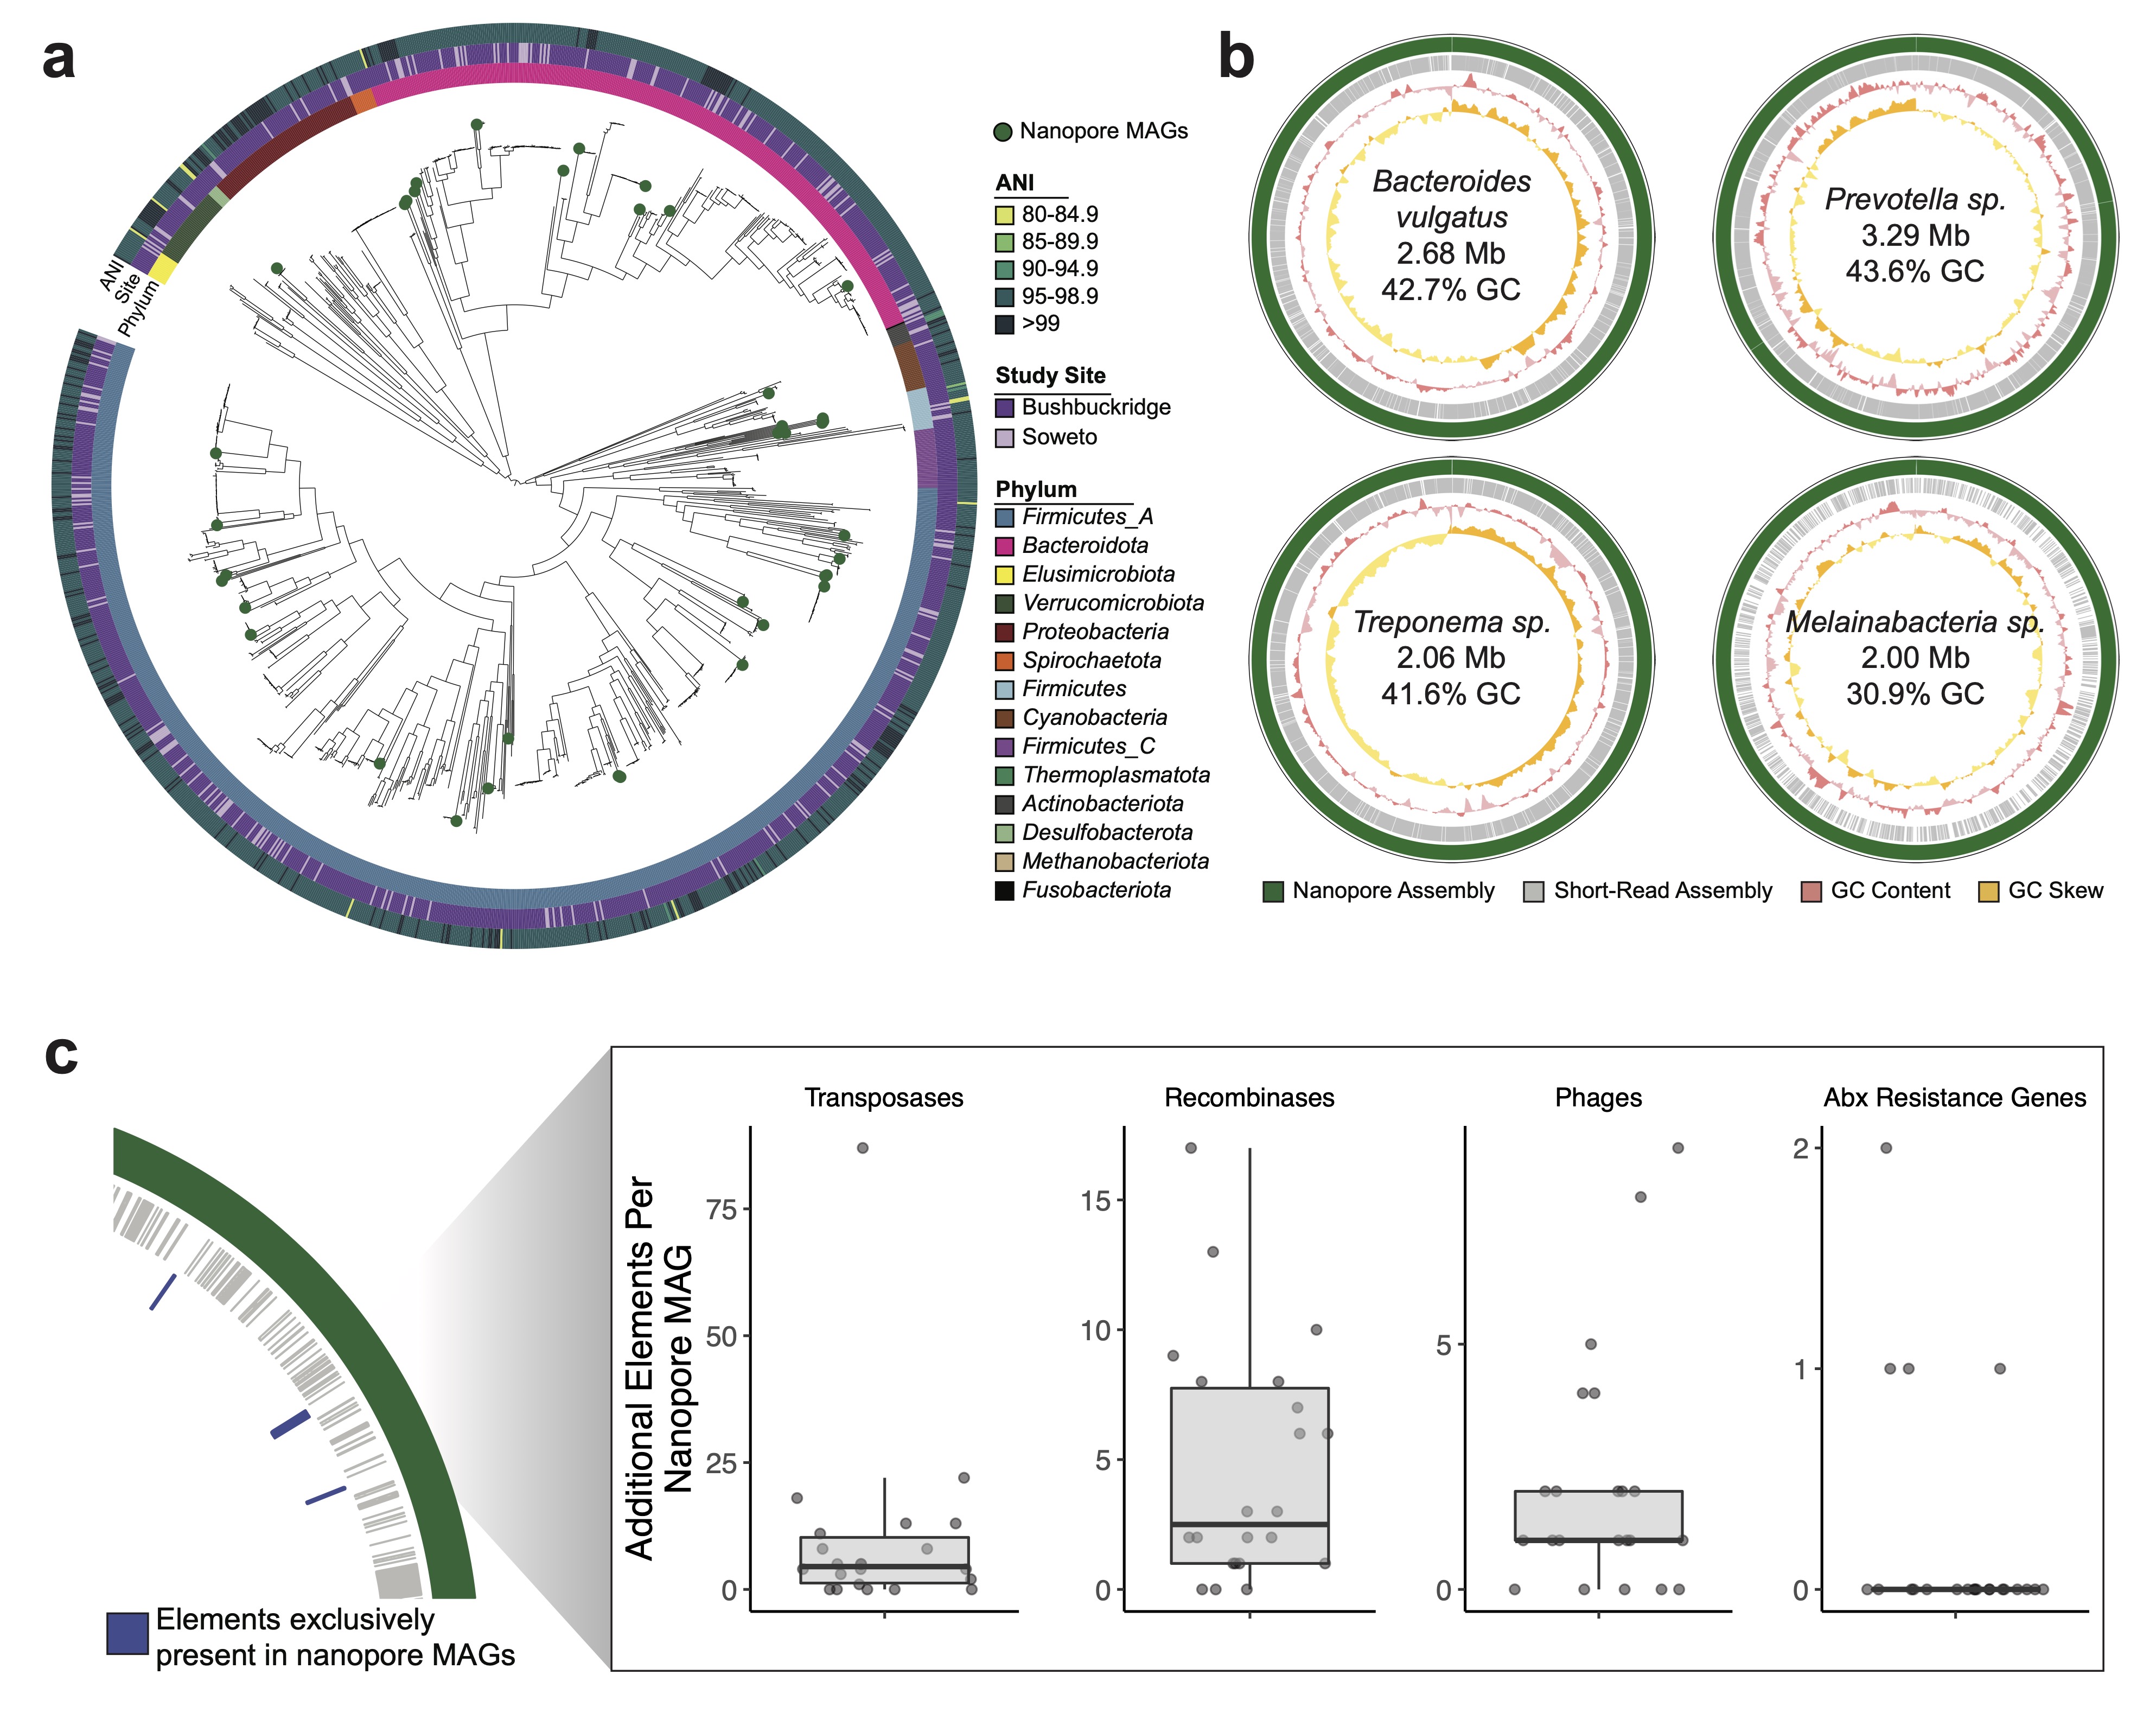 a
ANI
Site
Phylum
Nanopore MAGs
ANI
80-84.9
85-89.9
90-94.9
95-98.9
>99
Study Site
Bushbuckridge
Soweto
Phylum
Firmicutes_A
Bacteroidota
Elusimicrobiota
Verrucomicrobiota
Proteobacteria
Spirochaetota
Firmicutes
Cyanobacteria
Firmicutes_C
Thermoplasmatota
Actinobacteriota
Desulfobacterota
Methanobacteriota
Fusobacteriota
b
Bacteroides
vulgatus
2.68 Mb
42.7% GC
Prevotella sp.
3.29 Mb
43.6% GC
Treponema sp.
2.06 Mb
41.6% GC
Melainabacteria sp.
2.00 Mb
30.9% GC
Nanopore Assembly
Short-Read Assembly
GC Content
GC Skew
c
Elements exclusively
present in nanopore MAGs
Additional Elements Per
Nanopore MAG
Transposases
75
50
25
0
Recombinases
15
10
5
0
Phages
5
0
Abx Resistance Genes
2
1
0